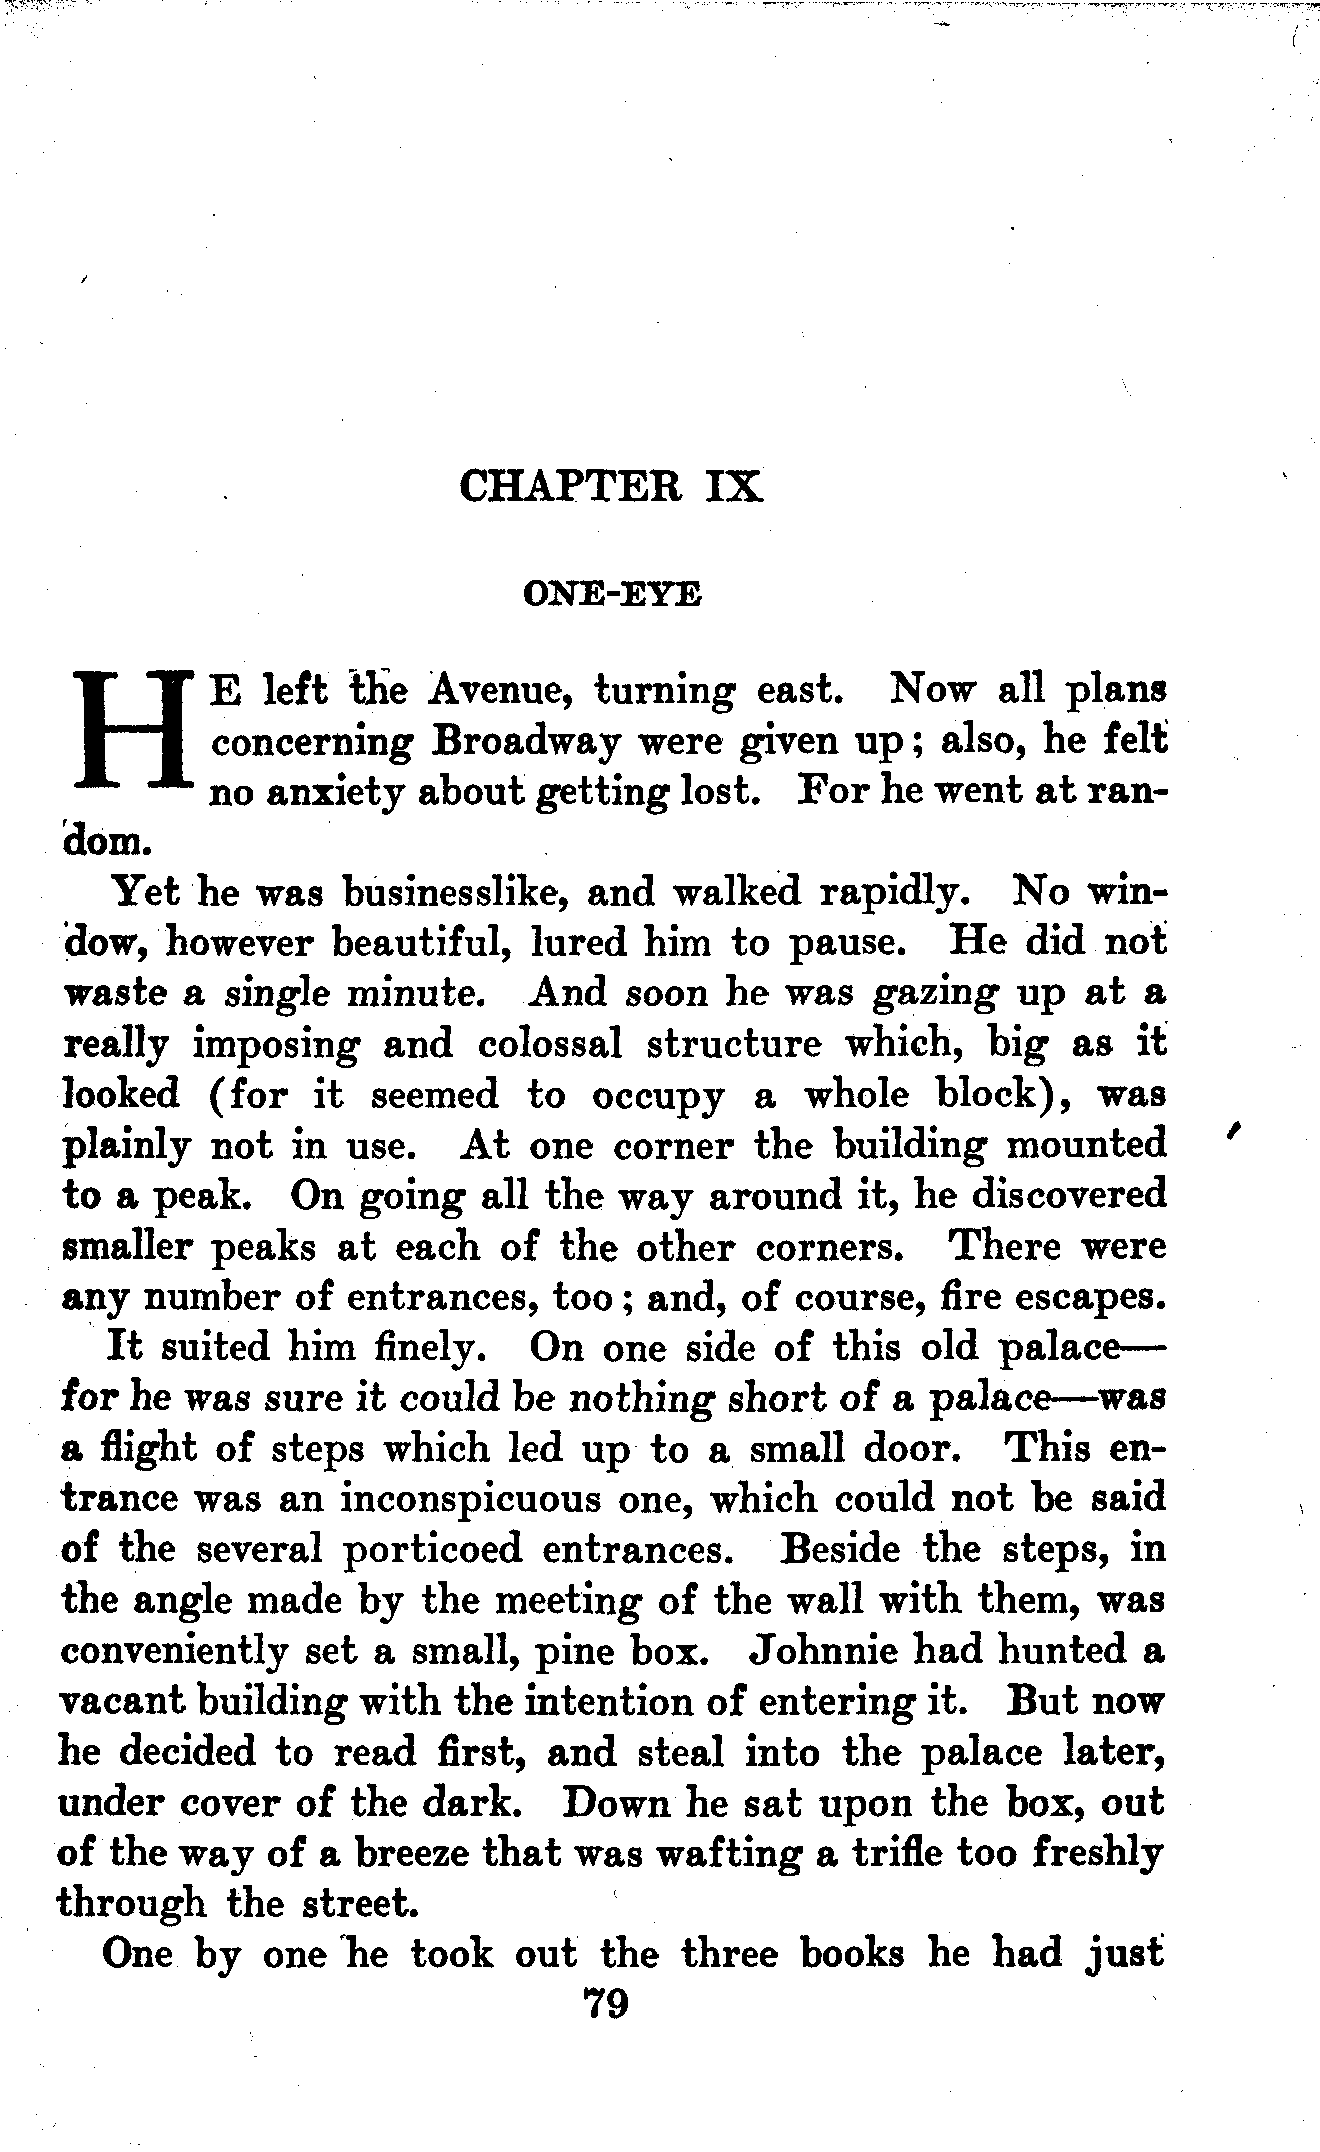 CHAPTER IX
ONE-EYE
HE left the Avenue, turning east. Now all plans
concerning Broadway were given up; also, he felt
no anxiety about getting lost. For he went at ran-
dom.
Yet he was businesslike, and walked rapidly. No win-
dow, however beautiful, lured him to pause. He did not
waste a single minute. And soon he was gazing up at a
really imposing and colossal structure which, big as it
looked (for it seemed to occupy a whole block), was
plainly not in use. At one corner the building mounted
to a peak. On going all the way around it, he discovered
smaller peaks at each of the other corners. There were
any number of entrances, too; and, of course, fire escapes.
It suited him finely. On one side of this old palace—
for he was sure it could be nothing short of a palace—was
a flight of steps which led up to a small door. This en-
trance was an inconspicuous one, which could not be said
of the several porticoed entrances. Beside the steps, in
the angle made by the meeting of the wall with them, was
conveniently set a small, pine box. Johnnie had hunted a
vacant building with the intention of entering it. But now
he decided to read first, and steal into the palace later,
under cover of the dark. Down he sat upon the box, out
of the way of a breeze that was wafting a trifle too freshly
through the street.
One by one he took out the three books he had just
79